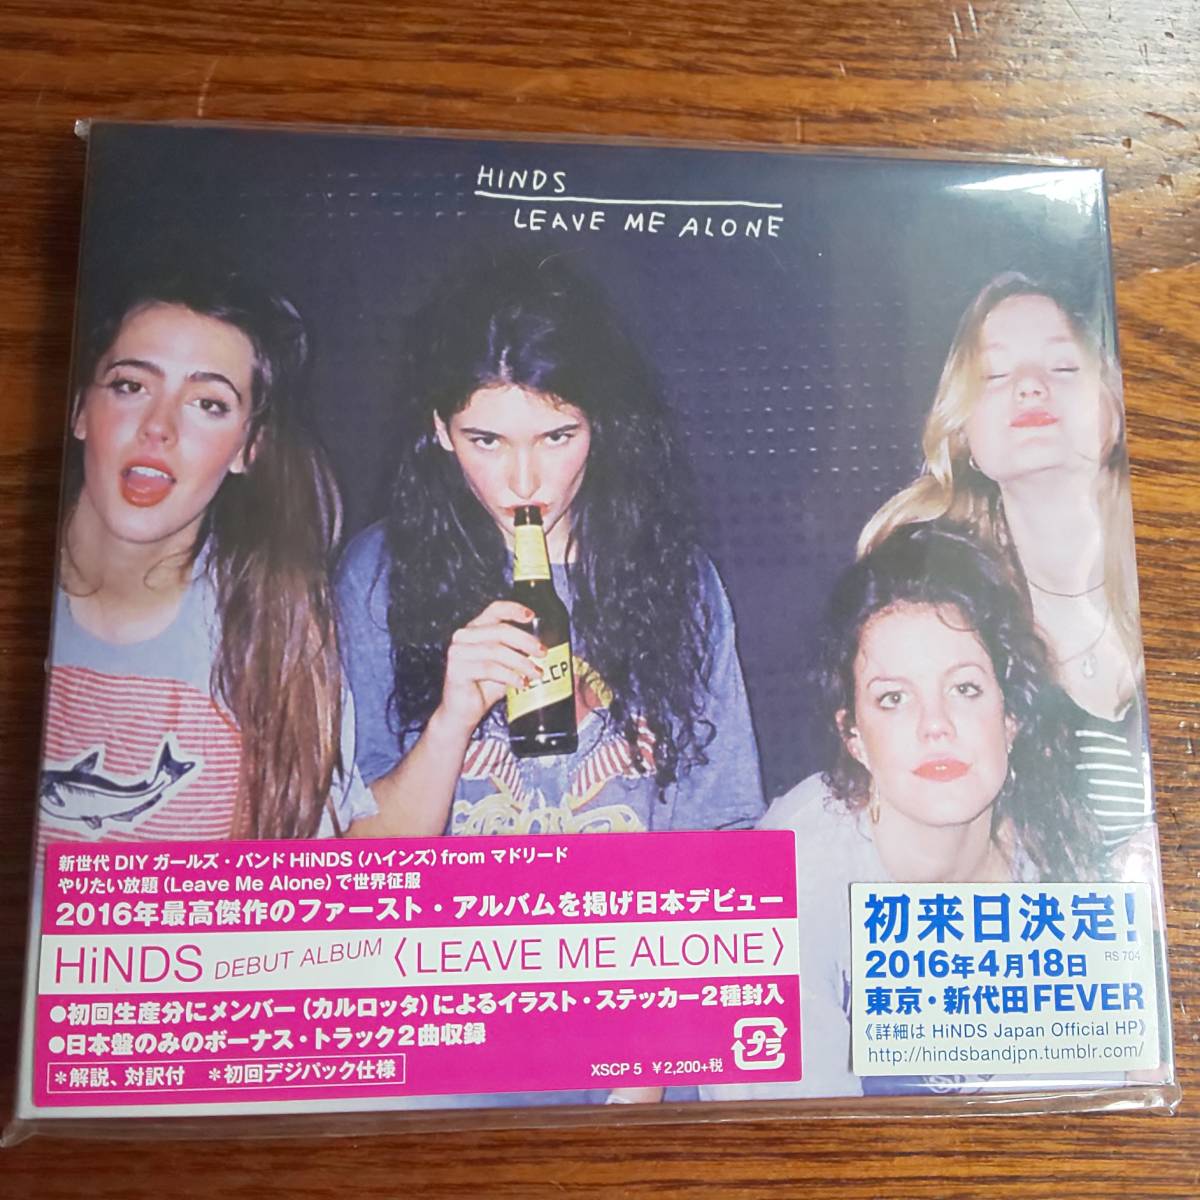 HINDS
LEAVE ME ALONE
新世代 DIY ガールズ・バンド HiNDS (ハインズ) from マドリード
やりたい放題 (Leave Me Alone) で世界征服
2016年最高傑作のファースト・アルバムを掲げ日本デビュー
HiNDS DEBUT ALBUM 〈LEAVE ME ALONE〉
●初回生産分にメンバー (カルロッタ) によるイラスト・ステッカー2種封入
●日本盤のみのボーナス・トラック2曲収録
＊解説、対訳付 ＊初回デジパック仕様
XSCP 5 ￥2,200+税
プラ
初来日決定!
2016年4月18日
RS 704
東京・新代田FEVER
《詳細は HiNDS Japan Official HP》
http://hindsbandjpn.tumblr.com/